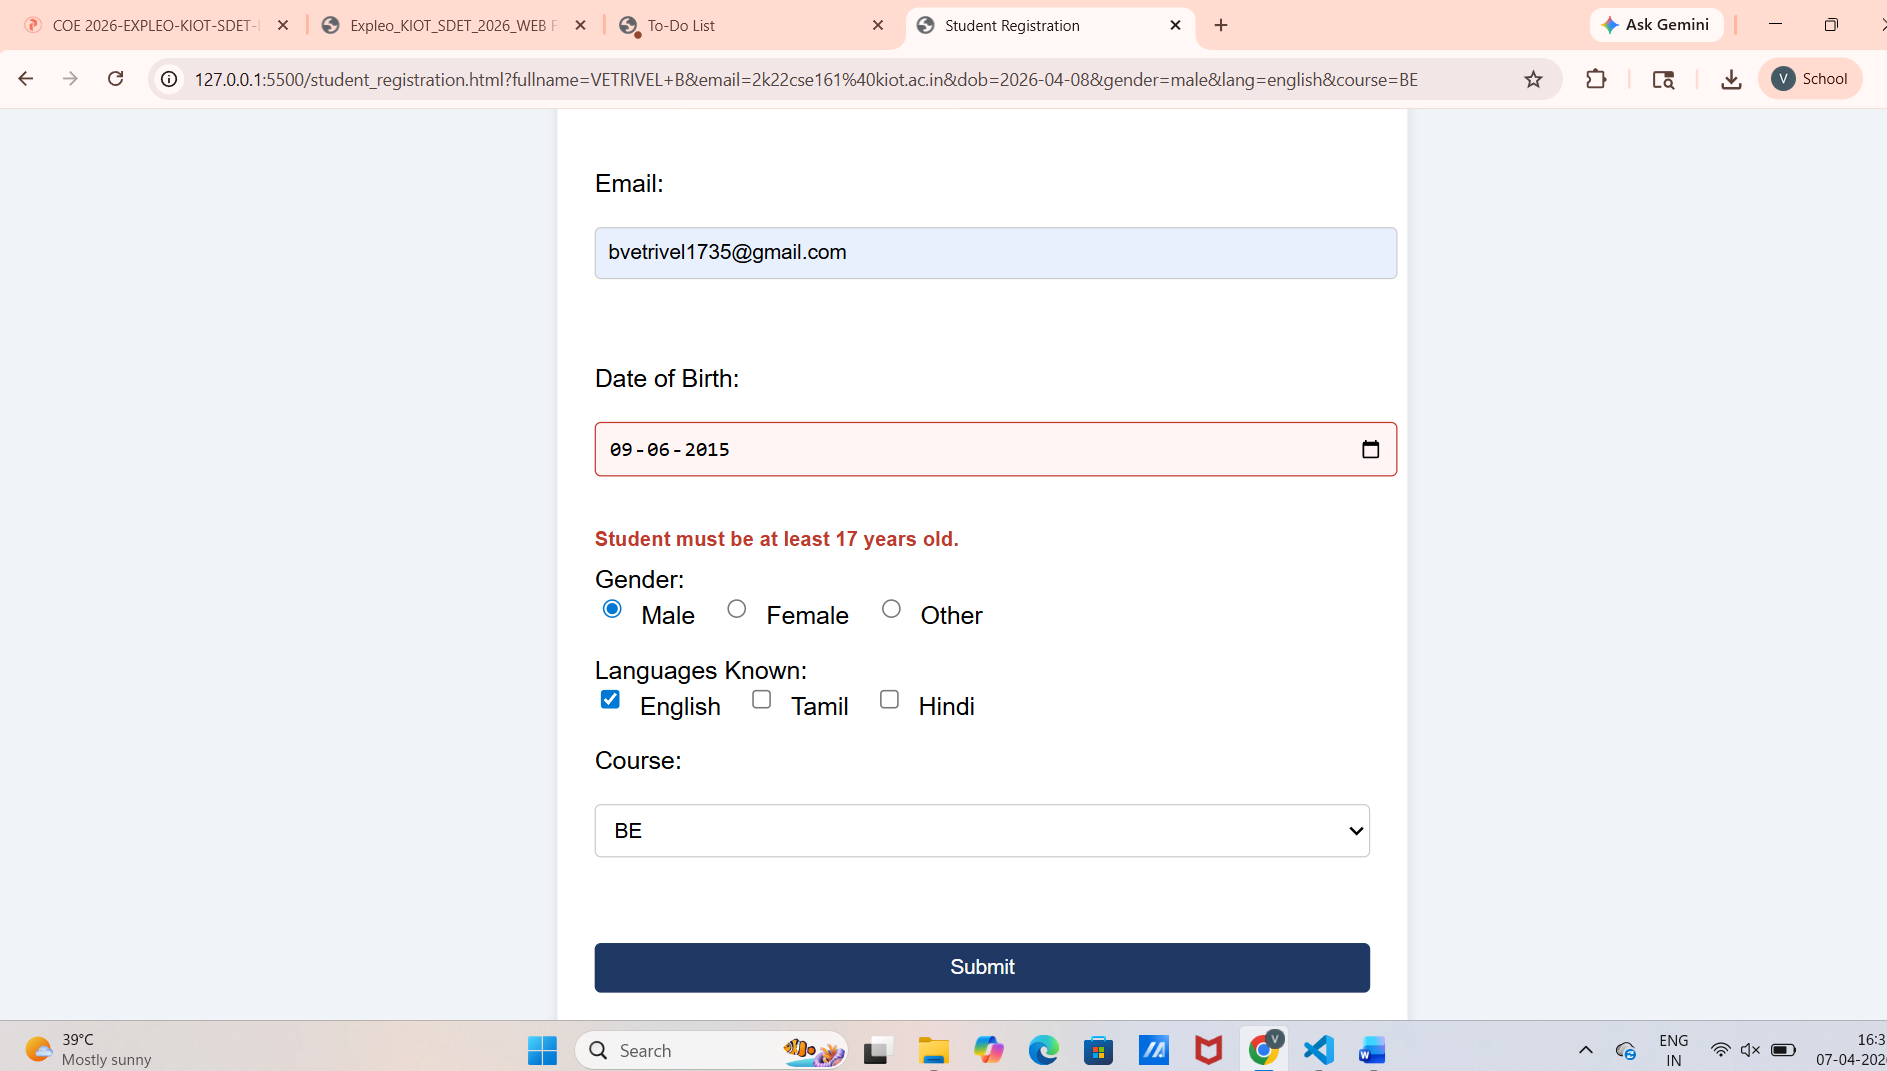 COE 2026-EXPLEO-KIOT-SDET-
Expleo_KIOT_SDET_2026_WEB F
To-Do List
Student Registration
Ask Gemini
127.0.0.1:5500/student_registration.html?fullname=VETRIVEL+B&email=2k22cse161%40kiot.ac.in&dob=2026-04-08&gender=male&lang=english&course=BE
V School
Email:
bvetrivel1735@gmail.com
Date of Birth:
09-06-2015
Student must be at least 17 years old.
Gender:
Male Female Other
Languages Known:
English Tamil Hindi
Course:
BE
Submit
39°C
Mostly sunny
Search
V
W
ENG
IN
16:3
07-04-202